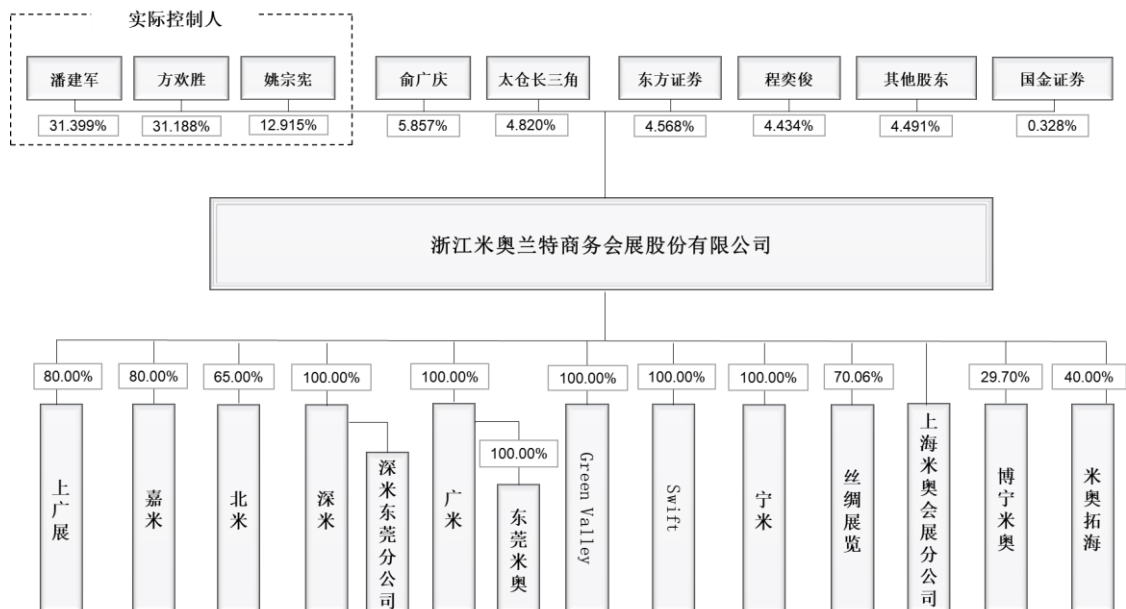 实际控制人
潘建军
方欢胜
姚宗宪
俞广庆
太仓长三角
东方证券
程奕俊
其他股东
国金证券
31.399%
31.188%
12.915%
5.857%
4.820%
4.568%
4.434%
4.491%
0.328%
浙江米奥兰特商务会展股份有限公司
80.00%
80.00%
65.00%
100.00%
100.00%
100.00%
100.00%
100.00%
70.06%
29.70%
40.00%
100.00%
上广展
嘉米
北米
深米
深米东莞分公司
广米
东莞米奥
Green Valley
Swift
宁米
丝绸展览
上海米奥会展分公司
博宁米奥
米奥拓海